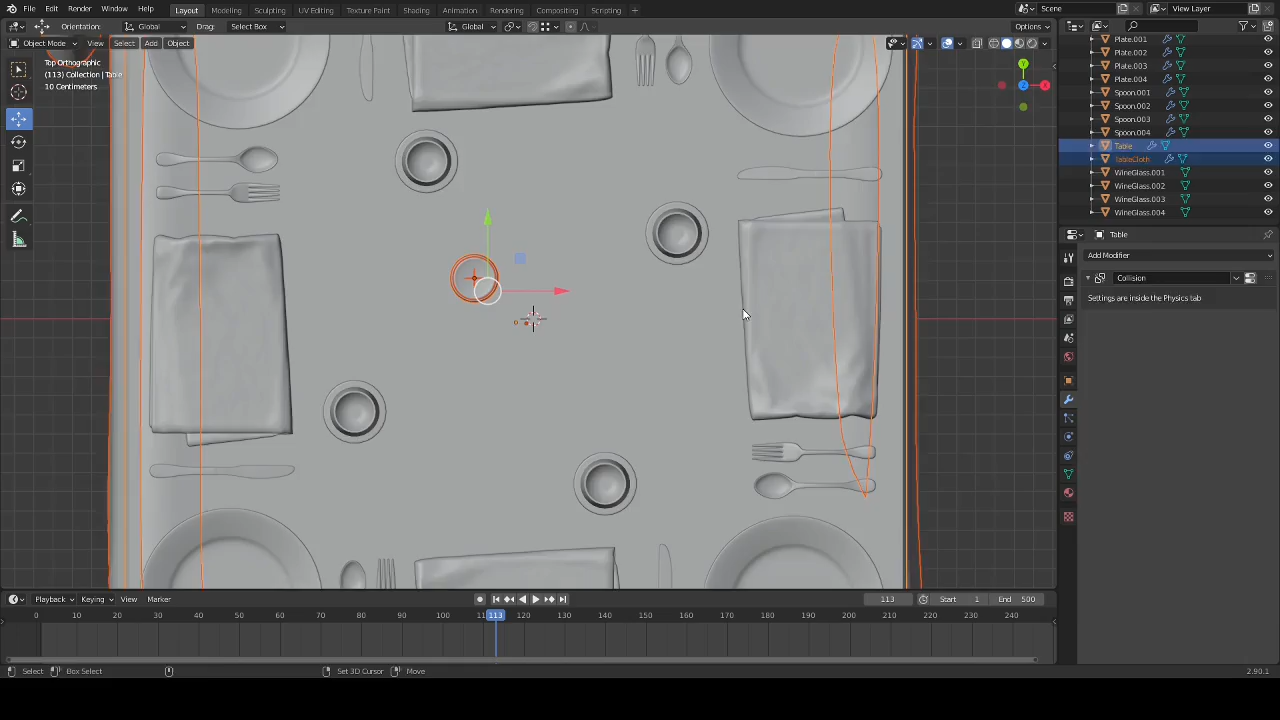 File Edit Render Window Help Layout Modeling Sculpting UV Editing Texture Paint Shading Animation Rendering Compositing Scripting + Scene View Layer
Orientation: Global Drag: Select Box Global Options
Object Mode View Select Add Object
Top Orthographic
(113) Collection | Table
10 Centimeters
Y
X
Z
Plate.001
Plate.002
Plate.003
Plate.004
Spoon.001
Spoon.002
Spoon.003
Spoon.004
Table
TableCloth
WineGlass.001
WineGlass.002
WineGlass.003
WineGlass.004
Table
Add Modifier
Collision
Settings are inside the Physics tab
Playback Keying View Marker 113 Start 1 End 500
0 10 20 30 40 50 60 70 80 90 100 11 113 120 130 140 150 160 170 180 190 200 210 220 230 240
Select Box Select Set 3D Cursor Move 2.90.1